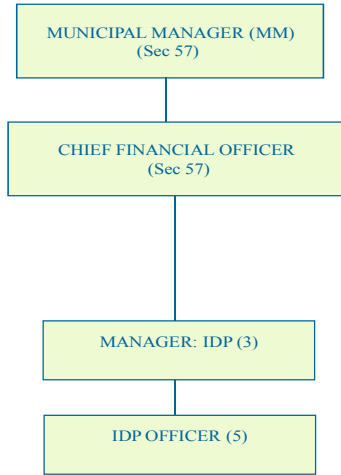 MUNICIPAL MANAGER (MM)
(Sec 57)
CHIEF FINANCIAL OFFICER
(Sec 57)
MANAGER: IDP (3)
IDP OFFICER (5)